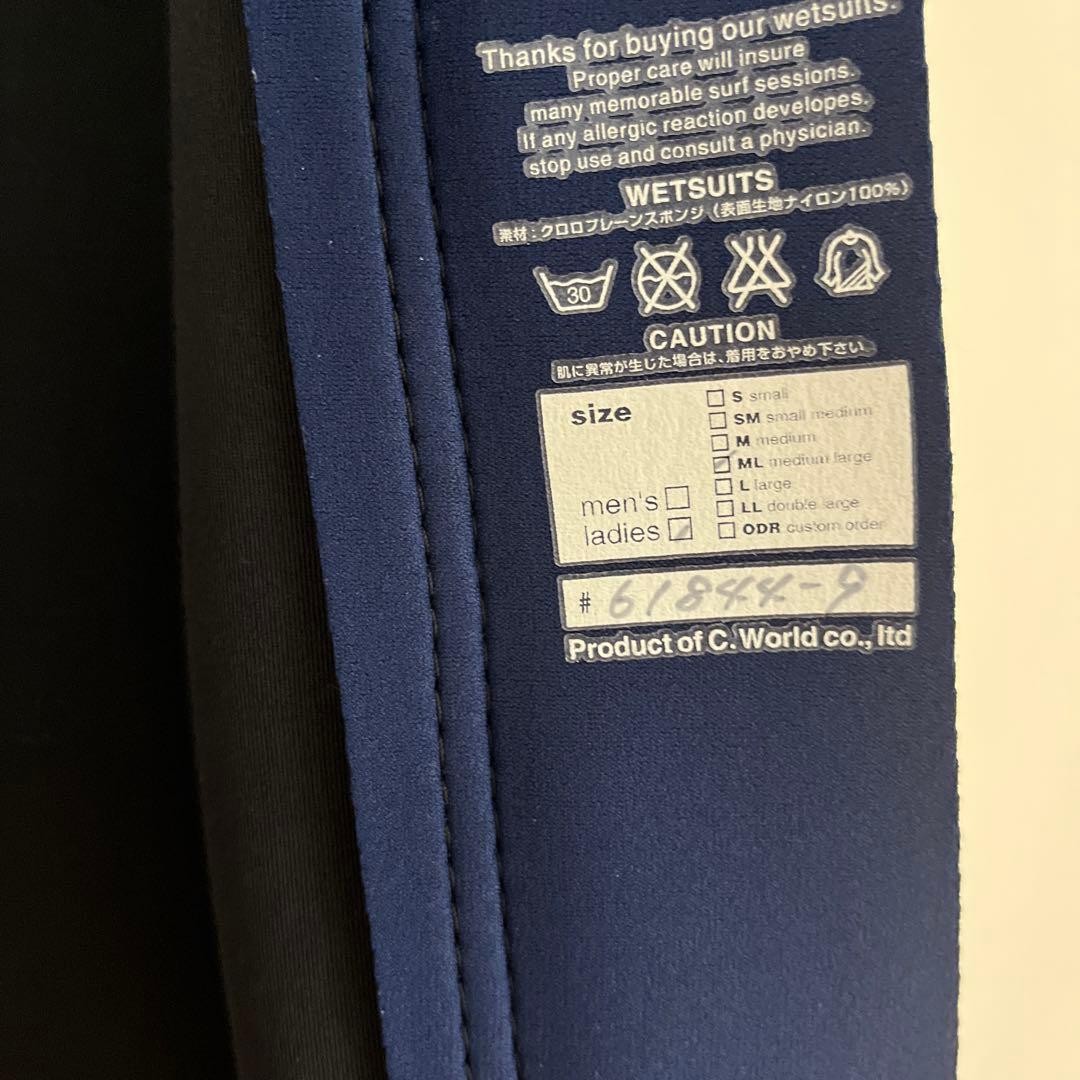 Thanks for buying our wetsuits.
Proper care will insure
many memorable surf sessions.
If any allergic reaction developes,
stop use and consult a physician.
WETSUITS
素材：クロロプレーンスポンジ（表面生地ナイロン100%）
30
CAUTION
肌に異常が生じた場合は、着用をおやめ下さい。
size
S small
SM small medium
M medium
ML medium large
L large
LL double large
ODR custom order
men's
ladies
# 61844-9
Product of C.World co.,ltd